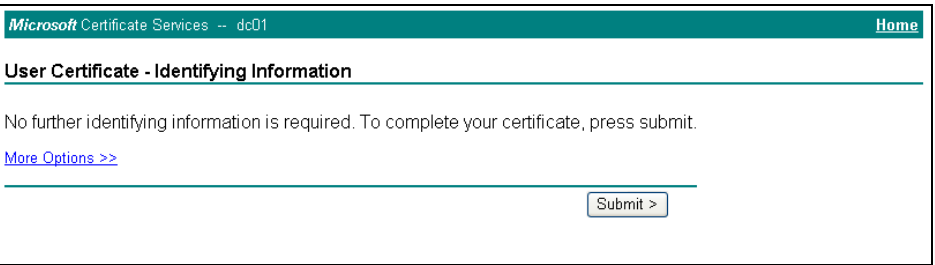 Microsoft Certificate Services -- dc01 Home
User Certificate - Identifying Information
No further identifying information is required. To complete your certificate, press submit.
More Options >>
Submit >